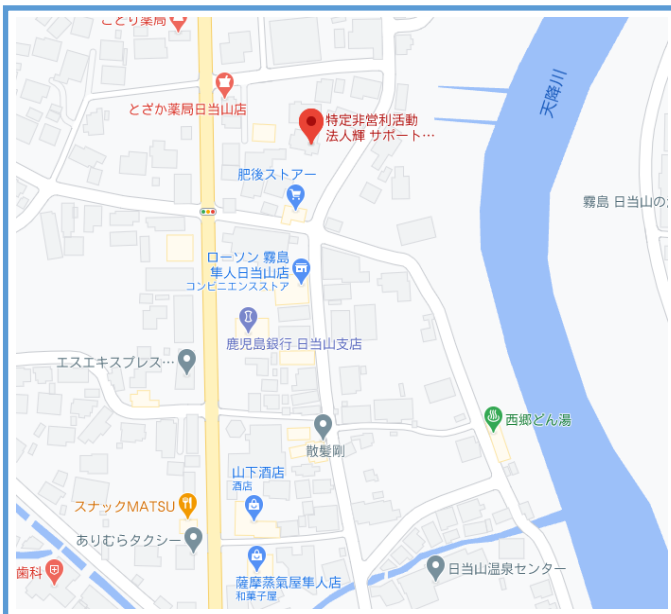 ことり薬局
とざか薬局日当山店
特定非営利活動
法人輝 サポート…
天降川
肥後ストアー
霧島 日当山の
ローソン 霧島
隼人日当山店
コンビニエンスストア
鹿児島銀行 日当山支店
エスエキスプレス…
西郷どん湯
散髪剛
山下酒店
酒店
スナックMATSU
ありむらタクシー
歯科
薩摩蒸氣屋隼人店
和菓子屋
日当山温泉センター